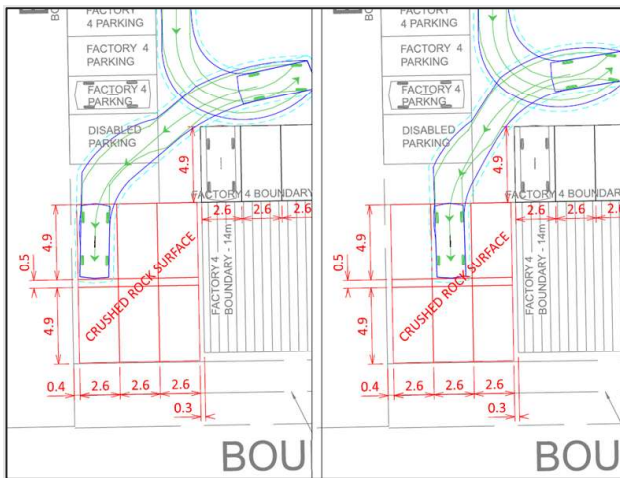 FACTORY
4 PARKING
FACTORY 4
PARKING
FACTORY 4
PARKNG
DISABLED
PARKING
4.9
FACTORY 4 BOUNDARY
2.6
2.6
2.6
4.9
0.5
4.9
CRUSHED ROCK SURFACE
FACTORY 4
BOUNDARY - 14m
0.4
2.6
2.6
2.6
0.3
BOU
FACTORY
4 PARKING
FACTORY 4
PARKING
FACTORY 4
PARKNG
DISABLED
PARKING
4.9
FACTORY 4 BOUNDAR
2.6
2.6
2.6
4.9
0.5
4.9
CRUSHED ROCK SURFACE
FACTORY 4
BOUNDARY - 14m
0.4
2.6
2.6
2.6
0.3
BOU